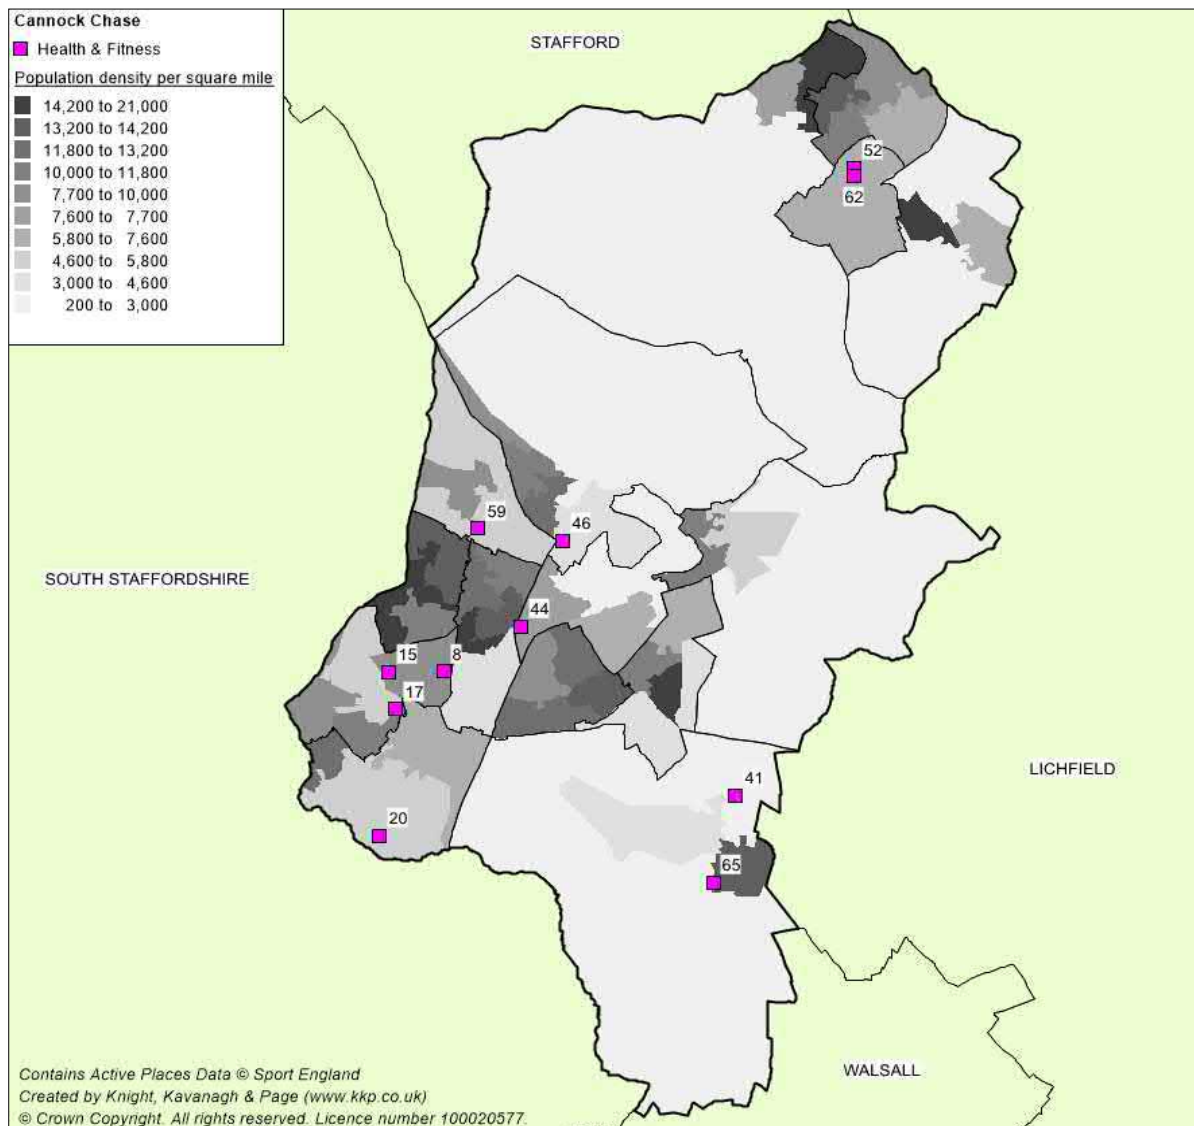 Cannock Chase
Health & Fitness
Population density per square mile
14,200 to 21,000
13,200 to 14,200
11,800 to 13,200
10,000 to 11,800
7,700 to 10,000
7,600 to 7,700
5,800 to 7,600
4,600 to 5,800
3,000 to 4,600
200 to 3,000
STAFFORD
52
62
59
46
SOUTH STAFFORDSHIRE
44
15
8
17
LICHFIELD
41
20
65
WALSALL
Contains Active Places Data © Sport England
Created by Knight, Kavanagh & Page (www.kkp.co.uk)
© Crown Copyright. All rights reserved. Licence number 100020577.